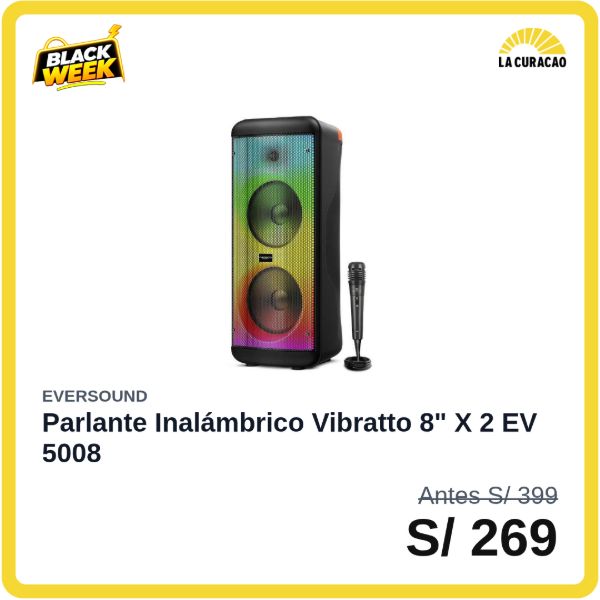 BLACK
WEEK
LA CURACAO
EVERSOUND
Parlante Inalámbrico Vibratto 8" X 2 EV
5008
Antes S/ 399
S/ 269